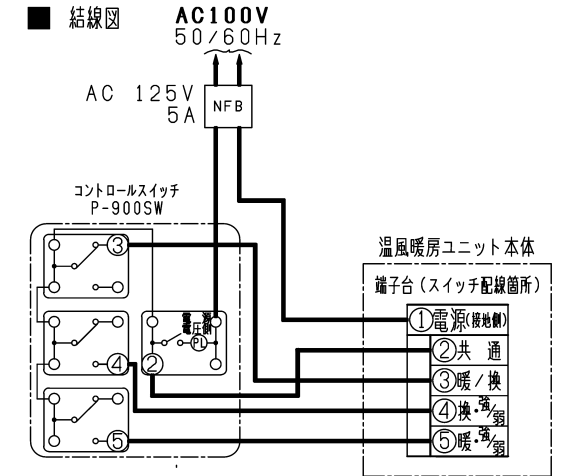 ■ 結線図
AC100V
50/60Hz
AC 125V
5A
NFB
コントロールスイッチ
P-900SW
③
電源
電圧側
PL
④
②
⑤
温風暖房ユニット本体
端子台(スイッチ配線箇所)
①電源(接地側)
②共 通
③暖/換
④換・強/弱
⑤暖・強/弱